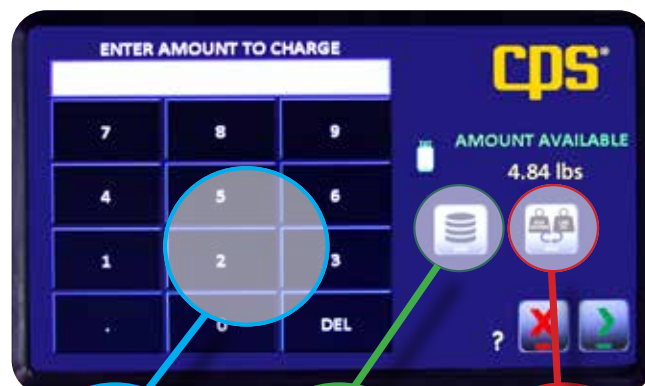 ENTER AMOUNT TO CHARGE
cps®
7 8 9
AMOUNT AVAILABLE
4.84 lbs
4 5 6
1 2 3
. 0 DEL
?